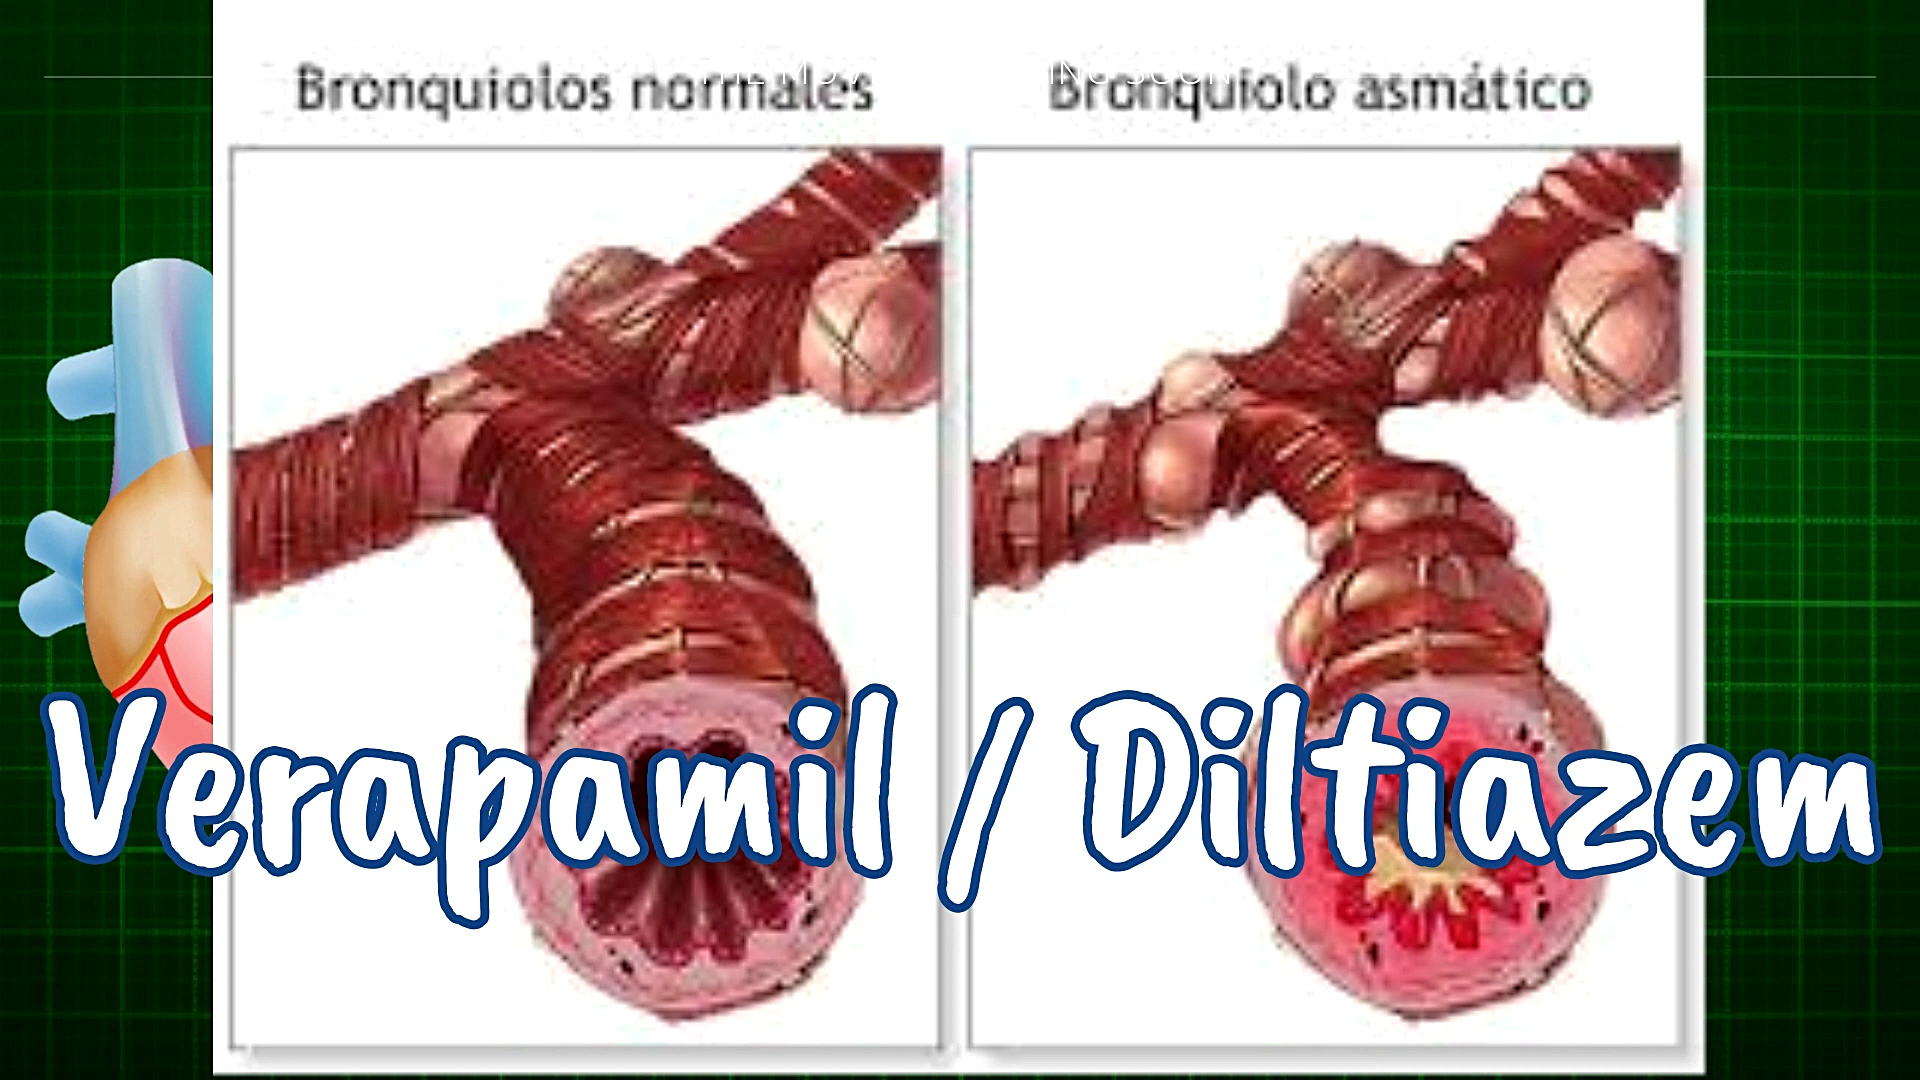 Bronquiolos normales
Bronquiolo asmático
Verapamil / Diltiazem